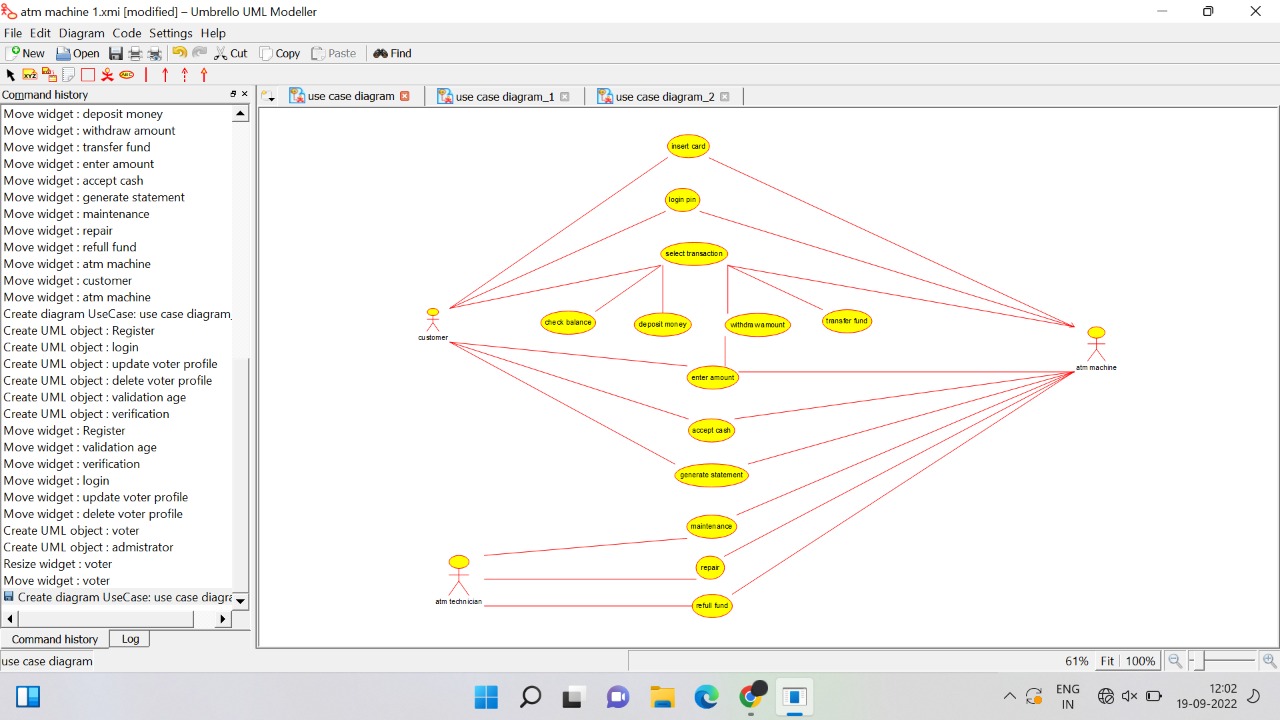 atm machine 1.xmi [modified] – Umbrello UML Modeller
File Edit Diagram Code Settings Help
New Open Cut Copy Paste Find
XYZ ABC
Command history
use case diagram use case diagram_1 use case diagram_2
Move widget : deposit money
Move widget : withdraw amount
Move widget : transfer fund
Move widget : enter amount
Move widget : accept cash
Move widget : generate statement
Move widget : maintenance
Move widget : repair
Move widget : refull fund
Move widget : atm machine
Move widget : customer
Move widget : atm machine
Create diagram UseCase: use case diagram_
Create UML object : Register
Create UML object : login
Create UML object : update voter profile
Create UML object : delete voter profile
Create UML object : validation age
Create UML object : verification
Move widget : Register
Move widget : validation age
Move widget : verification
Move widget : login
Move widget : update voter profile
Move widget : delete voter profile
Create UML object : voter
Create UML object : admistrator
Resize widget : voter
Move widget : voter
Create diagram UseCase: use case diagra
Command history Log
insert card
login pin
select transaction
check balance deposit money withdraw amount transfer fund
customer
atm machine
enter amount
accept cash
generate statement
maintenance
repair
atm technician
refull fund
use case diagram
61% Fit 100%
ENG
IN
12:02
19-09-2022